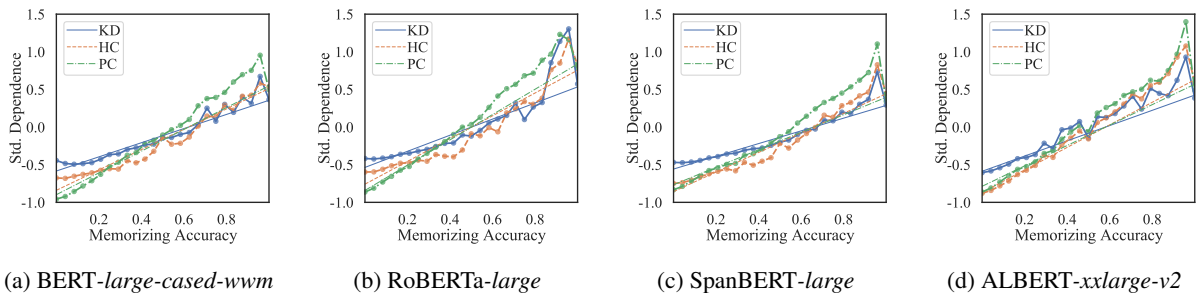 1.5
1.0
0.5
0.0
-0.5
-1.0
Std. Dependence
KD
HC
PC
0.2 0.4 0.6 0.8
Memorizing Accuracy
(a) BERT-large-cased-wwm
1.5
1.0
0.5
0.0
-0.5
-1.0
Std. Dependence
KD
HC
PC
0.2 0.4 0.6 0.8
Memorizing Accuracy
(b) RoBERTa-large
1.5
1.0
0.5
0.0
-0.5
-1.0
Std. Dependence
KD
HC
PC
0.2 0.4 0.6 0.8
Memorizing Accuracy
(c) SpanBERT-large
1.5
1.0
0.5
0.0
-0.5
-1.0
Std. Dependence
KD
HC
PC
0.2 0.4 0.6 0.8
Memorizing Accuracy
(d) ALBERT-xxlarge-v2